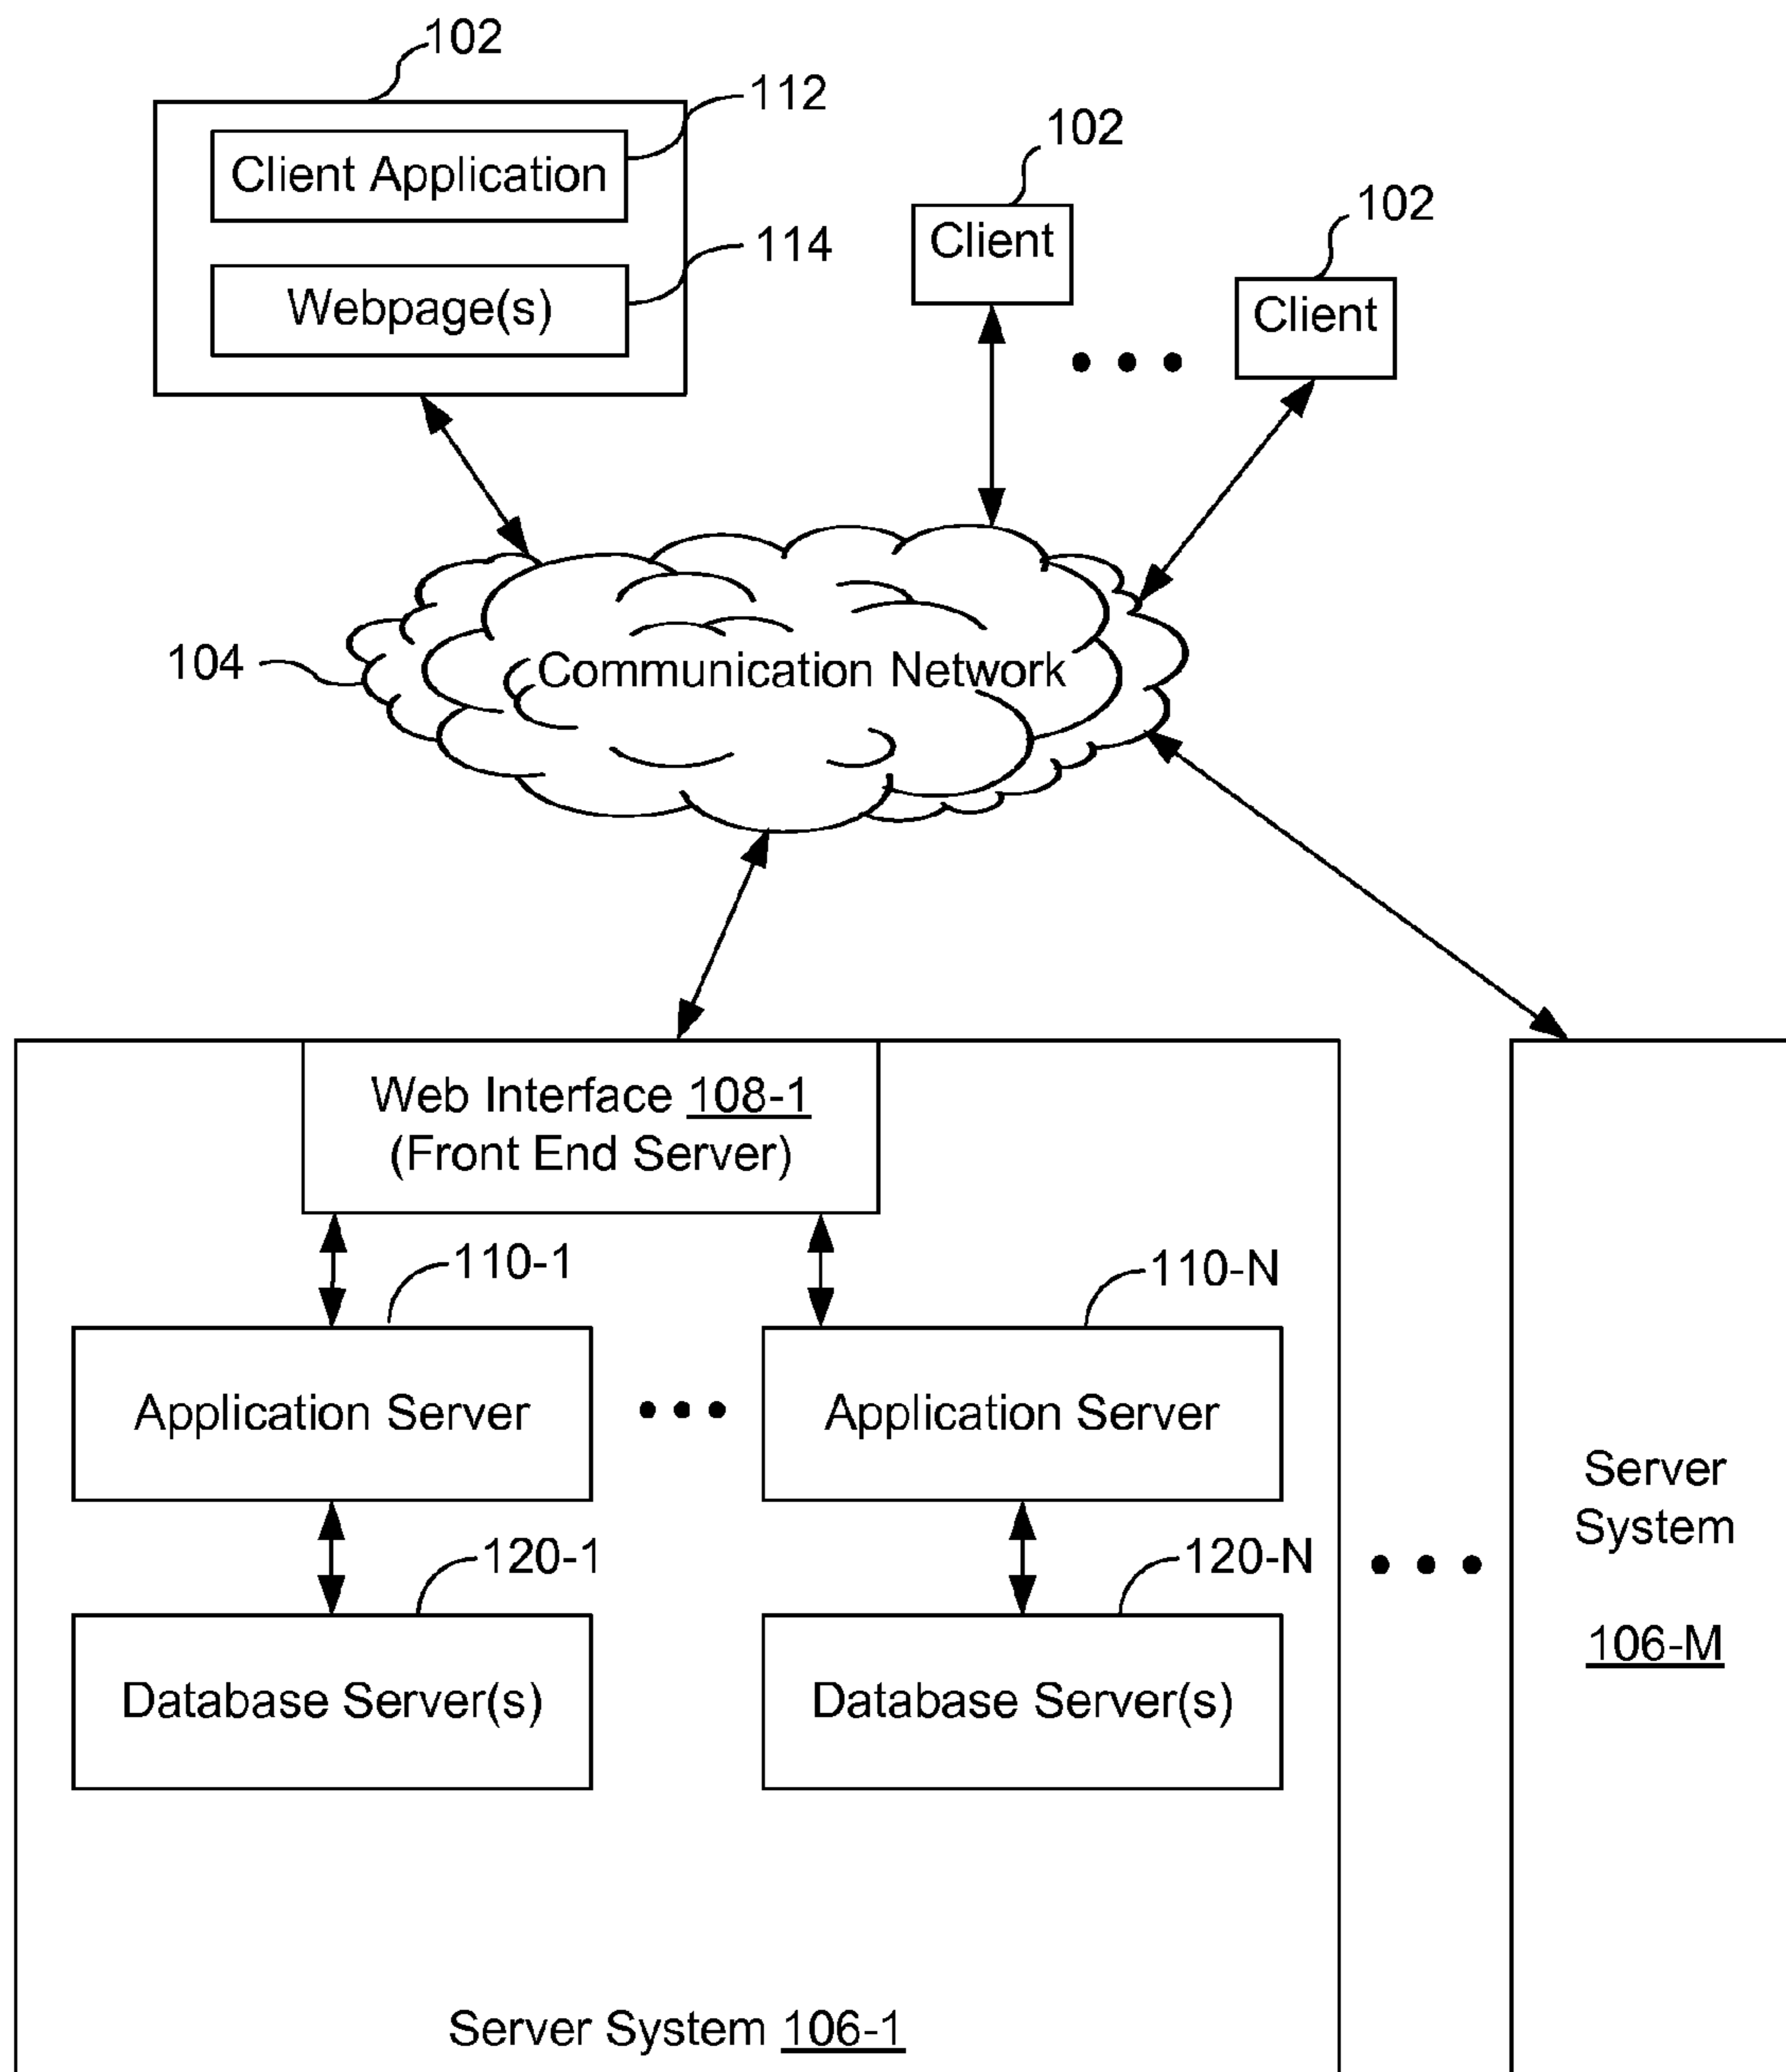 102
112
Client Application
114
Webpage(s)
102
Client
102
Client
104
Communication Network
Web Interface 108-1
(Front End Server)
110-1
110-N
Application Server
Application Server
120-1
120-N
Database Server(s)
Database Server(s)
Server
System
106-M
Server System 106-1